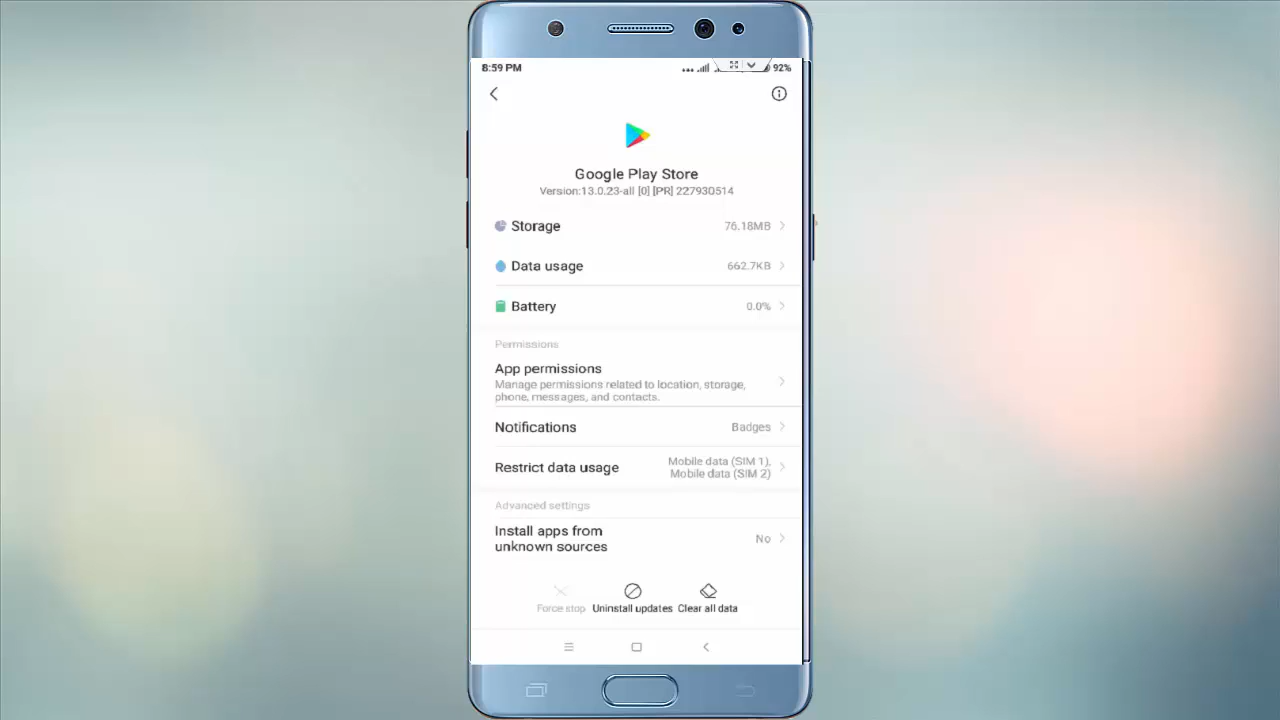 8:59 PM
92%
Google Play Store
Version:13.0.23-all [0] [PR] 227930514
Storage 76.18MB
Data usage 662.7KB
Battery 0.0%
Permissions
App permissions
Manage permissions related to location, storage,
phone, messages, and contacts.
Notifications Badges
Restrict data usage Mobile data (SIM 1),
Mobile data (SIM 2)
Advanced settings
Install apps from
unknown sources No
Force stop Uninstall updates Clear all data